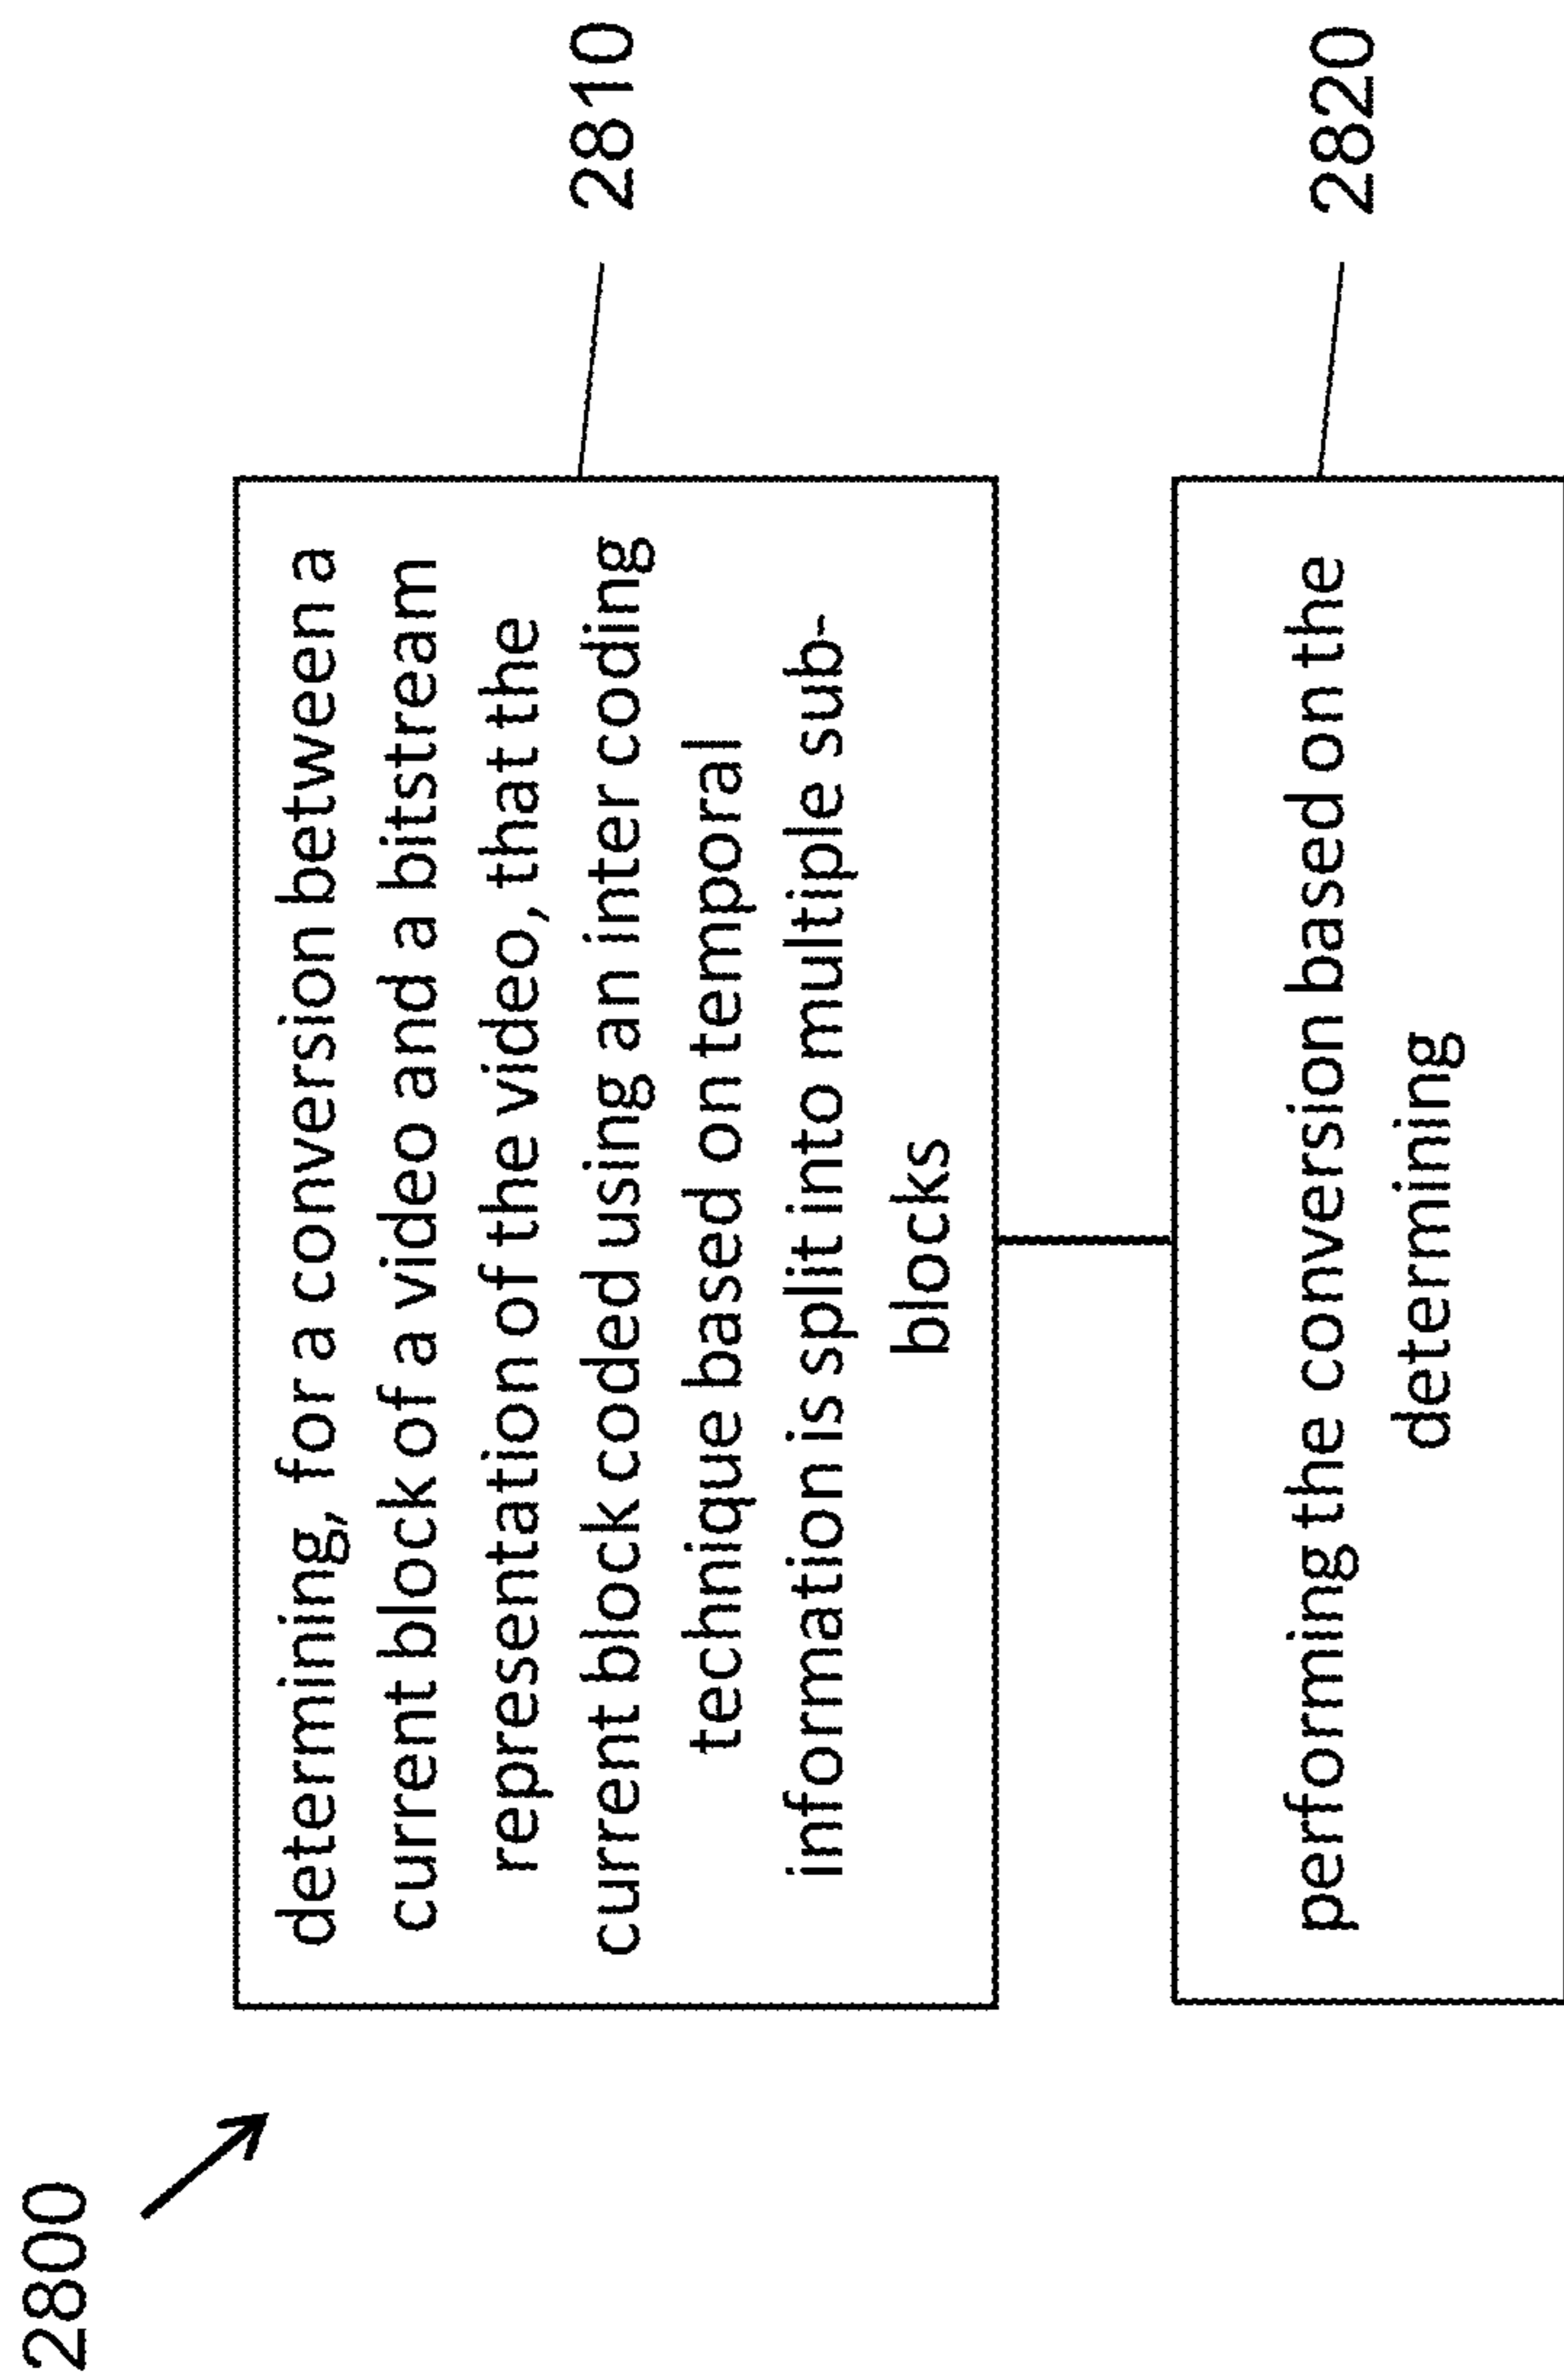 2800
determining, for a conversion between a
current block of a video and a bitstream
representation of the video, that the
current block coded using an inter coding
technique based on temporal
information is split into multiple sub-
blocks
2810
performing the conversion based on the
determining
2820